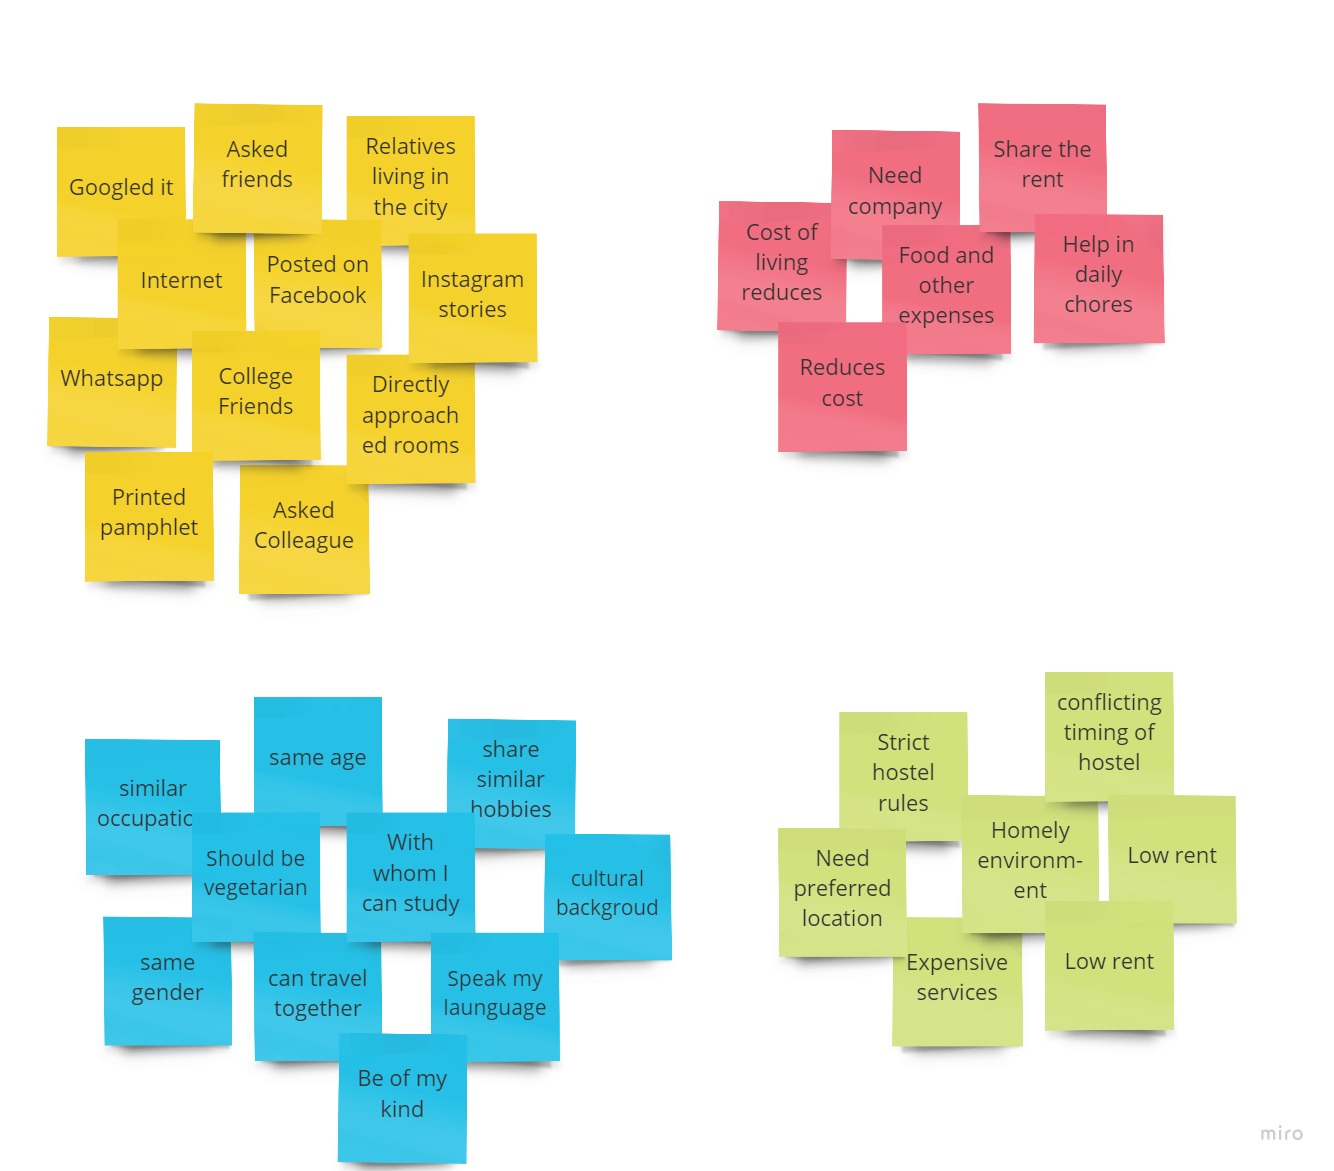 Googled it
Asked
friends
Relatives
living in
the city
Internet
Posted on
Facebook
Instagram
stories
Whatsapp
College
Friends
Directly
approach
ed rooms
Printed
pamphlet
Asked
Colleague
Need
company
Share the
rent
Cost of
living
reduces
Food and
other
expenses
Help in
daily
chores
Reduces
cost
similar
occupatio
same age
share
similar
hobbies
Should be
vegetarian
With
whom I
can study
cultural
backgroud
same
gender
can travel
together
Speak my
launguage
Be of my
kind
Strict
hostel
rules
conflicting
timing of
hostel
Need
preferred
location
Homely
environm-
ent
Low rent
Expensive
services
Low rent
miro